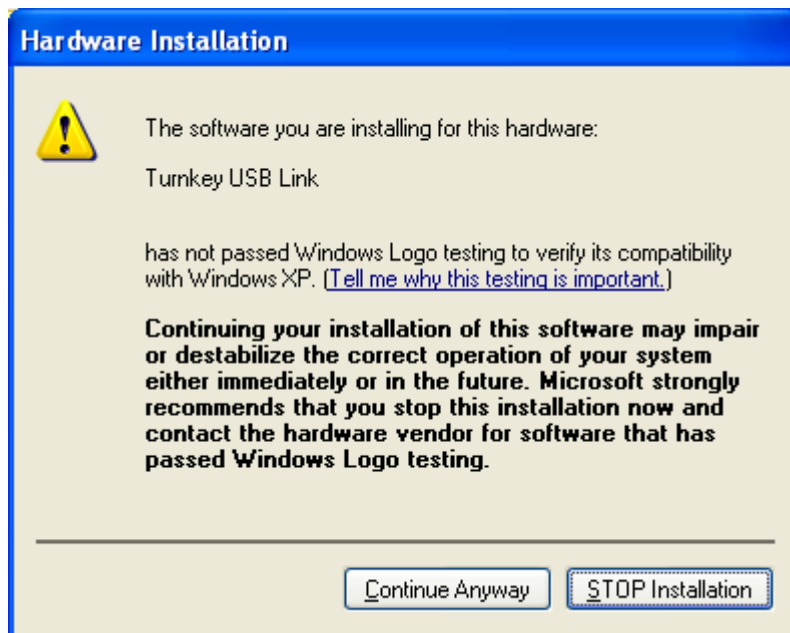 Hardware Installation
The software you are installing for this hardware:
Turnkey USB Link
has not passed Windows Logo testing to verify its compatibility
with Windows XP. (Tell me why this testing is important.)
Continuing your installation of this software may impair
or destabilize the correct operation of your system
either immediately or in the future. Microsoft strongly
recommends that you stop this installation now and
contact the hardware vendor for software that has
passed Windows Logo testing.
Continue Anyway
STOP Installation